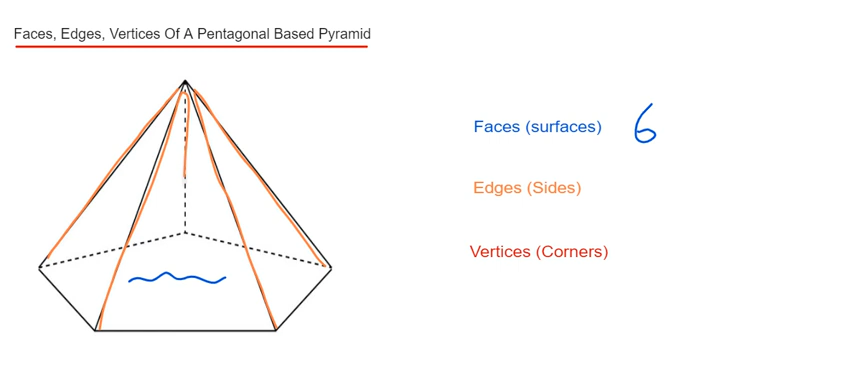 Faces, Edges, Vertices Of A Pentagonal Based Pyramid
Faces (surfaces) 6
Edges (Sides)
Vertices (Corners)